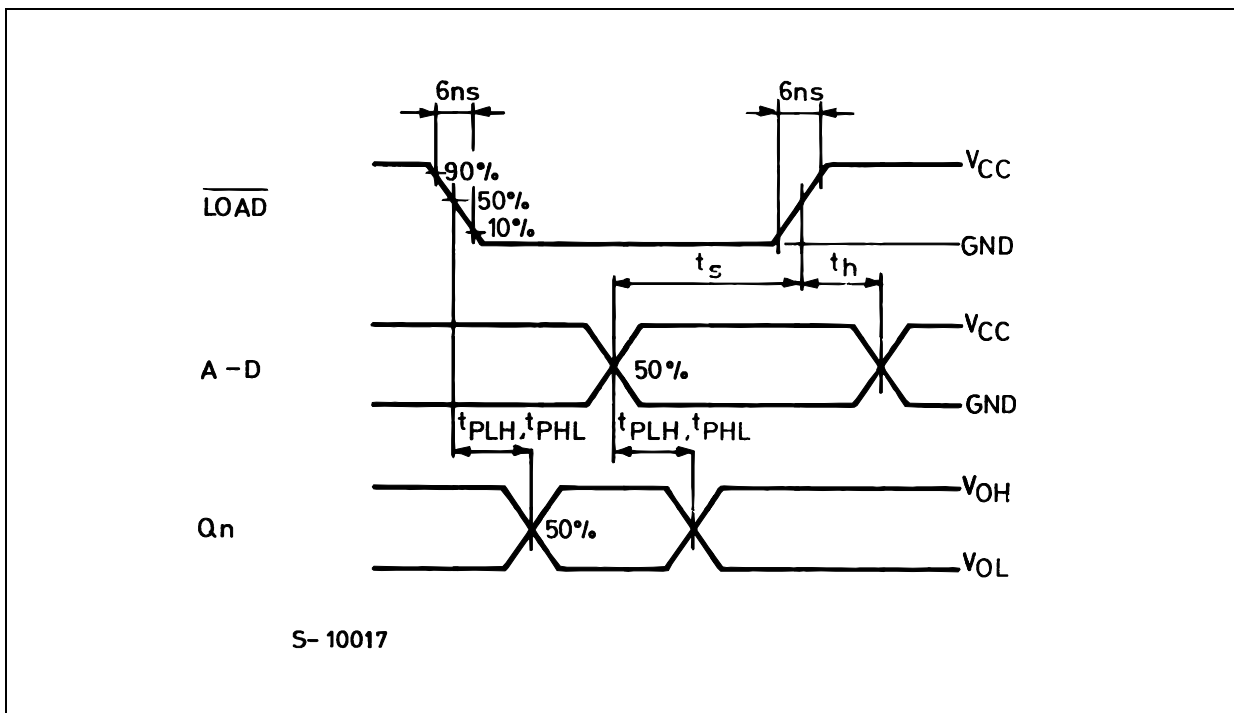 6ns 6ns
VCC
90%
LOAD 50%
10%
GND
ts th
VCC
A-D 50%
GND
tPLH,tPHL tPLH,tPHL
VOH
Qn 50%
VOL
S-10017